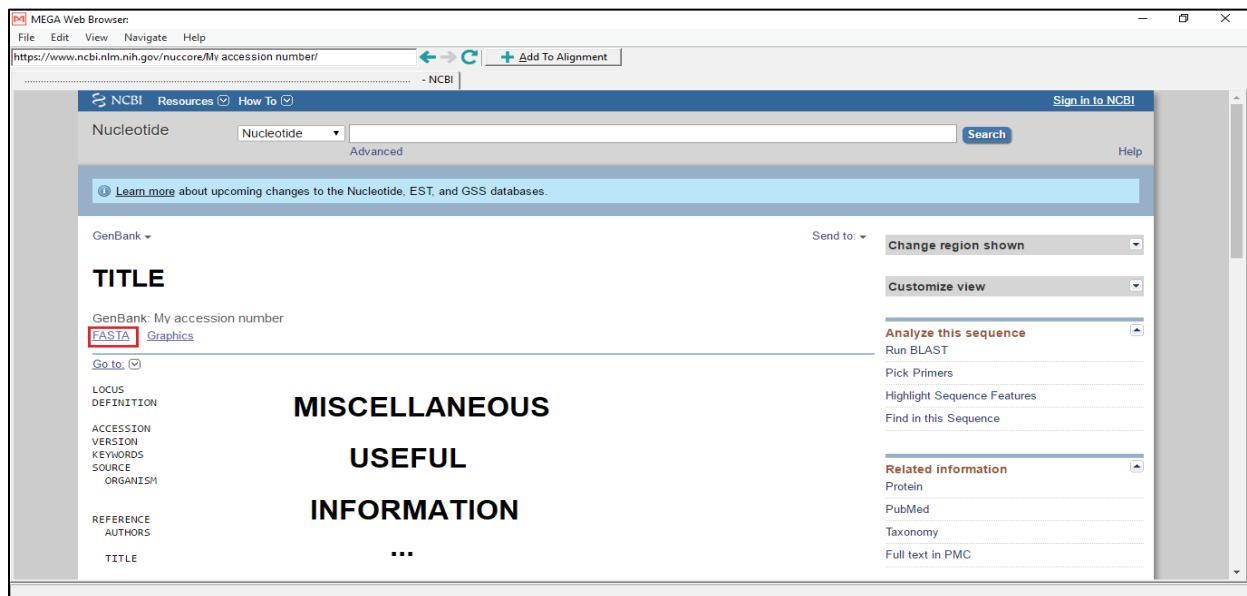 MEGA Web Browser:
File Edit View Navigate Help
https://www.ncbi.nlm.nih.gov/nuccore/My accession number/ Add To Alignment
- NCBI
NCBI Resources How To Sign in to NCBI
Nucleotide Nucleotide Search
Advanced Help
Learn more about upcoming changes to the Nucleotide, EST, and GSS databases.
GenBank Send to:
TITLE
GenBank: My accession number
FASTA Graphics
Go to:
LOCUS
DEFINITION
ACCESSION
VERSION
KEYWORDS
SOURCE
ORGANISM
REFERENCE
AUTHORS
TITLE
MISCELLANEOUS
USEFUL
INFORMATION
...
Change region shown
Customize view
Analyze this sequence
Run BLAST
Pick Primers
Highlight Sequence Features
Find in this Sequence
Related information
Protein
PubMed
Taxonomy
Full text in PMC